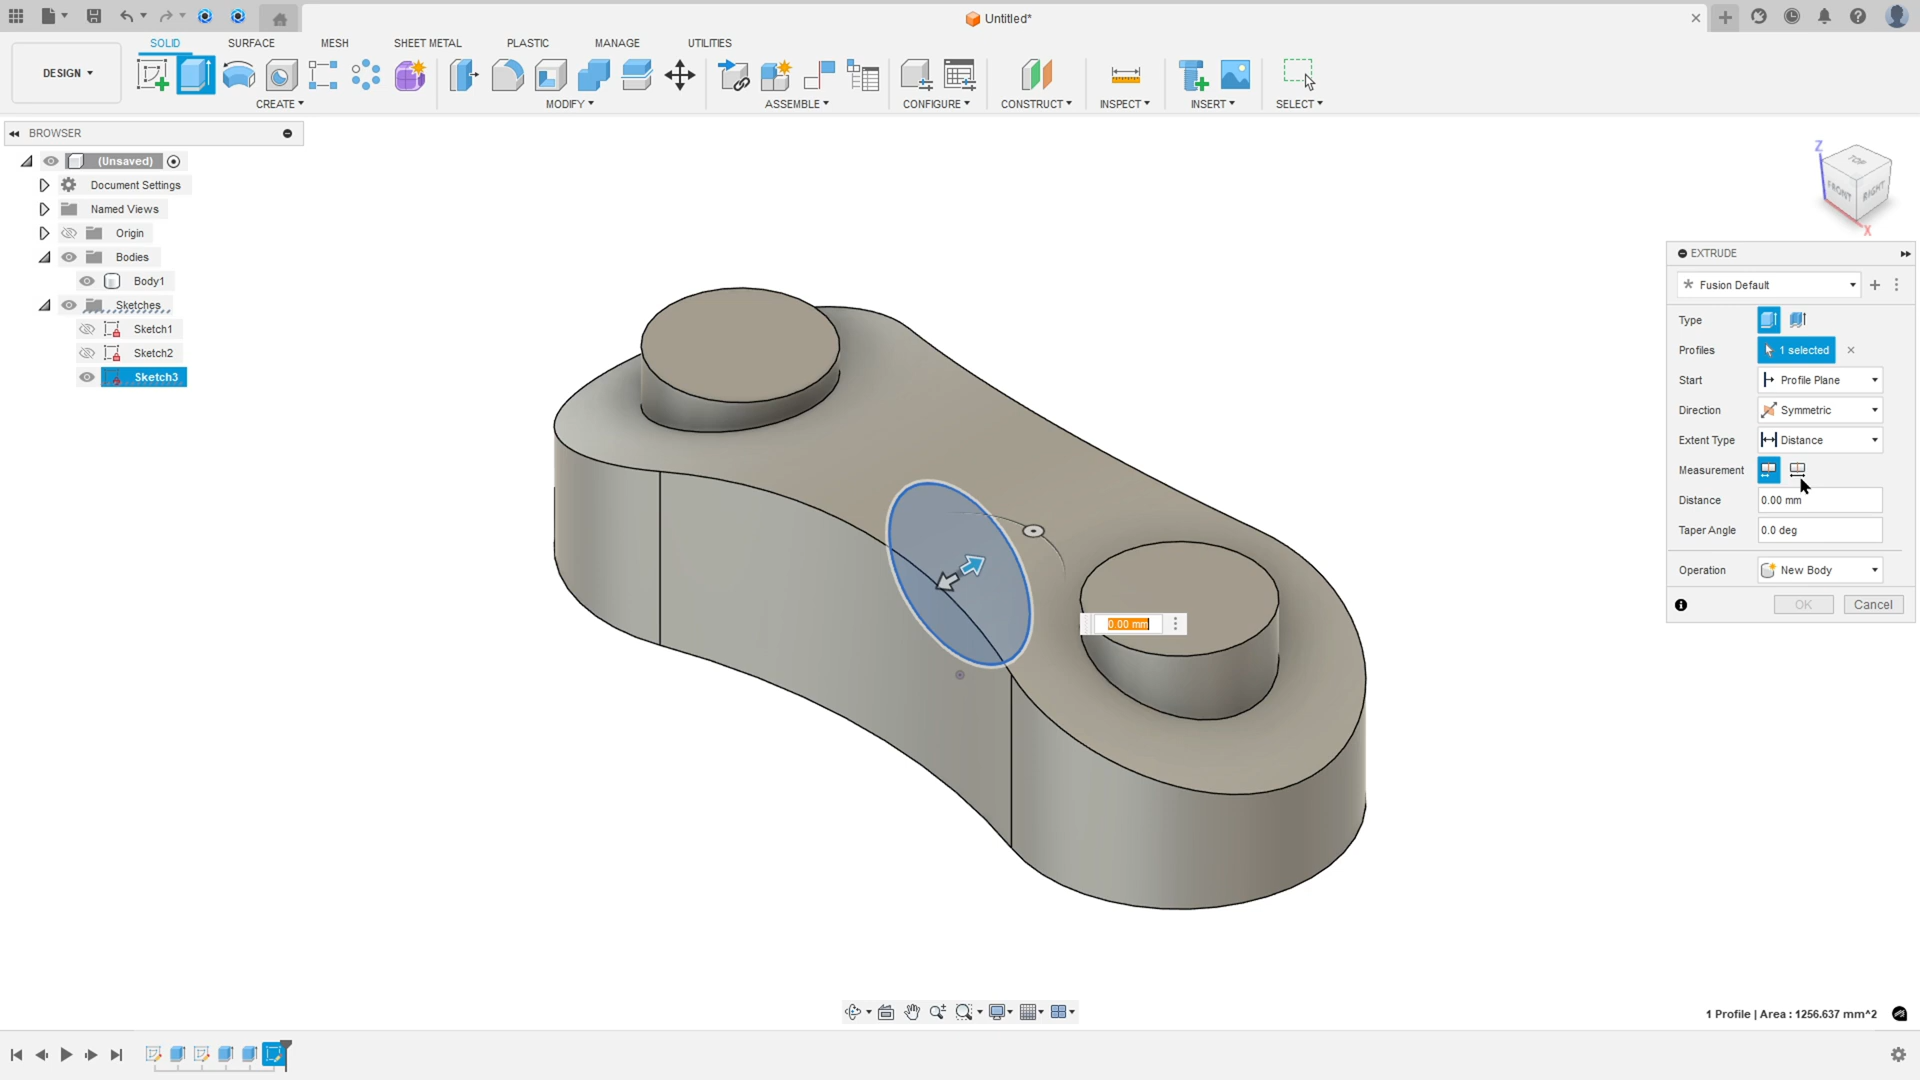 Untitled*
DESIGN
SOLID SURFACE MESH SHEET METAL PLASTIC MANAGE UTILITIES
CREATE MODIFY ASSEMBLE CONFIGURE CONSTRUCT INSPECT INSERT SELECT
BROWSER
(Unsaved)
Document Settings
Named Views
Origin
Bodies
Body1
Sketches
Sketch1
Sketch2
Sketch3
Z
TOP
FRONT
RIGHT
X
EXTRUDE
* Fusion Default
Type
Profiles 1 selected
Start Profile Plane
Direction Symmetric
Extent Type Distance
Measurement
Distance 0.00 mm
Taper Angle 0.0 deg
Operation New Body
OK Cancel
0.00 mm
1 Profile | Area : 1256.637 mm^2